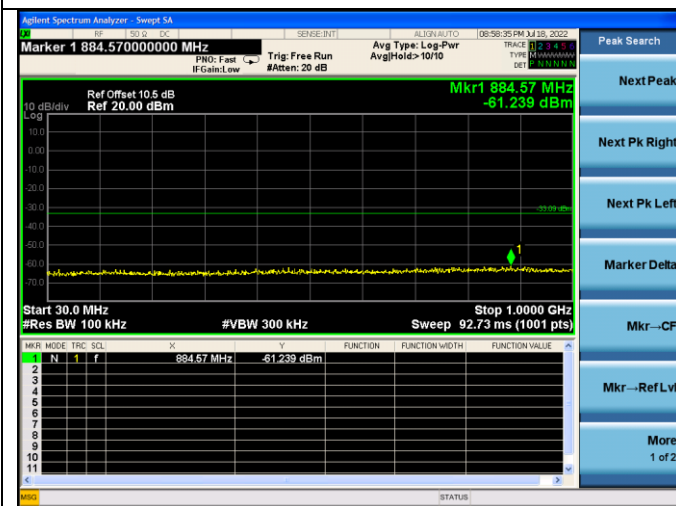 Agilent Spectrum Analyzer - Swept SA
RF 50 Ω DC SENSE:INT ALIGN AUTO 08:58:35 PM Jul 18, 2022
Marker 1 884.570000000 MHz
PNO: Fast
IFGain:Low
Trig: Free Run
#Atten: 20 dB
Avg Type: Log-Pwr
Avg|Hold:> 10/10
TRACE 1 2 3 4 5 6
TYPE M WWWWW
DET P N N N N N
Ref Offset 10.5 dB
Ref 20.00 dBm
10 dB/div
Log
Mkr1 884.57 MHz
-61.239 dBm
10.0
0.00
-10.0
-20.0
-30.0
-33.09 dBm
-40.0
-50.0
1
-60.0
-70.0
Start 30.0 MHz Stop 1.0000 GHz
#Res BW 100 kHz #VBW 300 kHz Sweep 92.73 ms (1001 pts)
MKR MODE TRC SCL X Y FUNCTION FUNCTION WIDTH FUNCTION VALUE
1 N 1 f 884.57 MHz -61.239 dBm
2
3
4
5
6
7
8
9
10
11
MSG STATUS
Peak Search
Next Peak
Next Pk Right
Next Pk Left
Marker Delta
Mkr→CF
Mkr→Ref Lvl
More
1 of 2